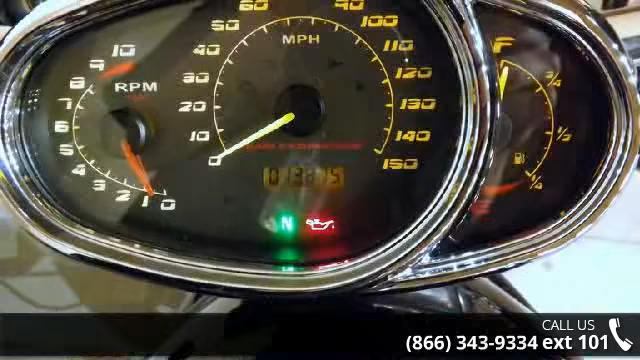 50 60 90 100
10 40 MPH 110 F
9 8 RPM 30 120 3/4
7 20 130
6 10 140 1/2
5 0 150
4 3 2 1 0 1/4
N
CALL US
(866) 343-9334 ext 101